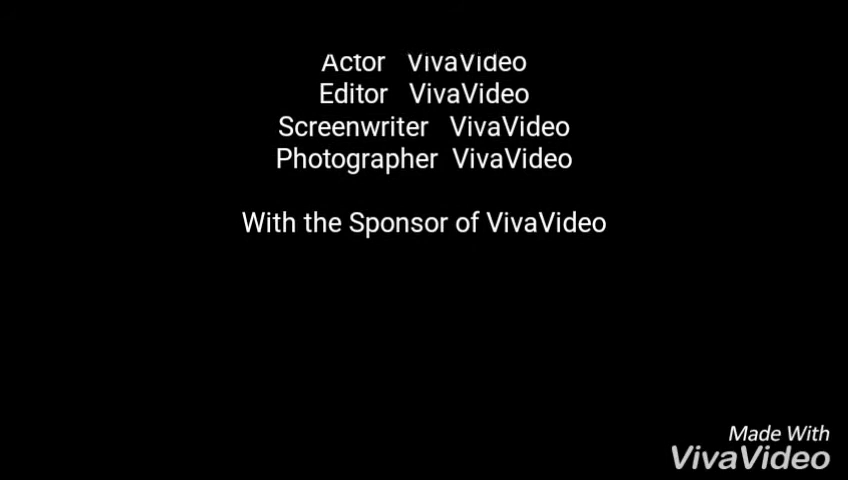 Actor VivaVideo
Editor VivaVideo
Screenwriter VivaVideo
Photographer VivaVideo
With the Sponsor of VivaVideo
Made With
VivaVideo